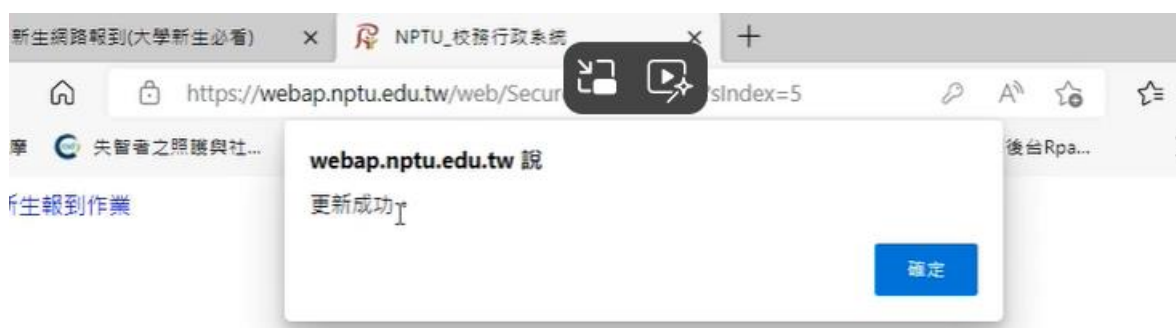 新生網路報到(大學新生必看)
NPTU_校務行政系統
https://webap.nptu.edu.tw/web/Secur
sIndex=5
失智者之照護與社...
後台Rpa...
webap.nptu.edu.tw 說
生報到作業
更新成功
確定